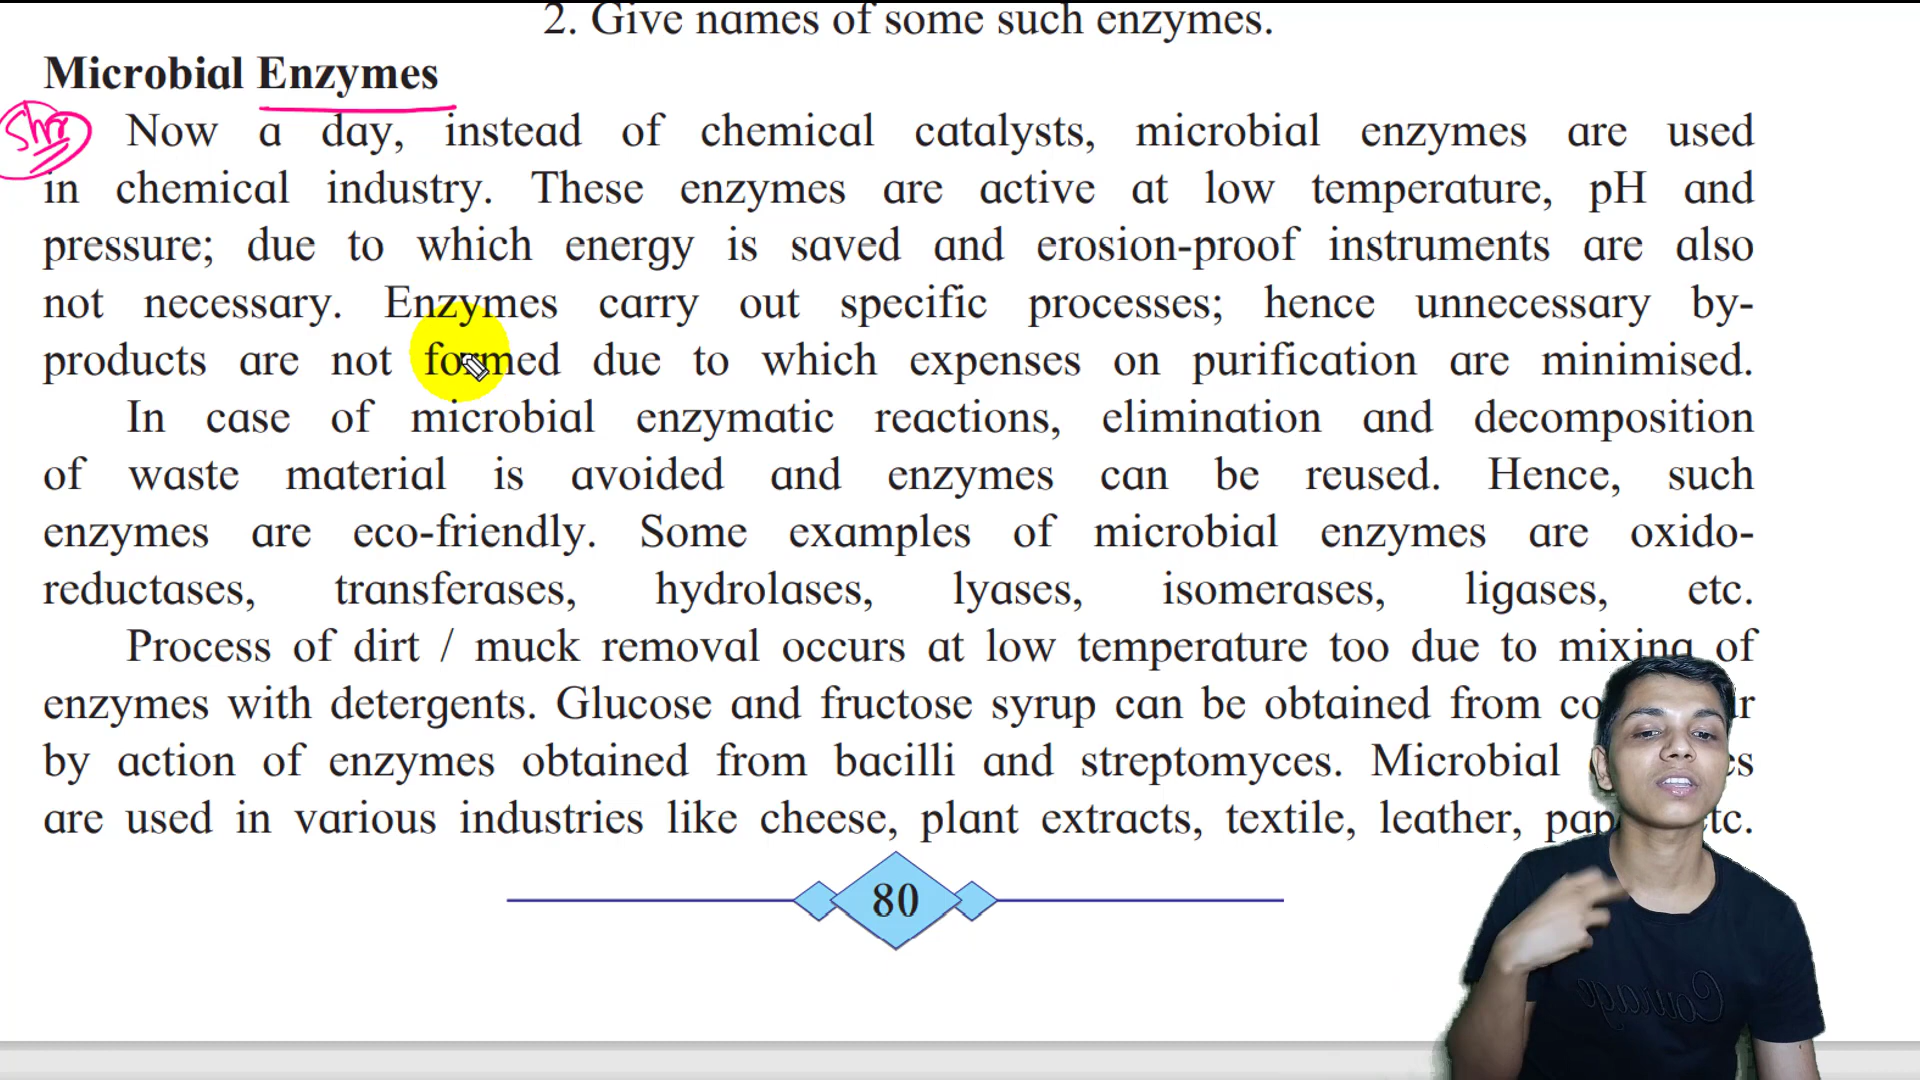 2. Give names of some such enzymes.
Microbial Enzymes
Shri
Now a day, instead of chemical catalysts, microbial enzymes are used
in chemical industry. These enzymes are active at low temperature, pH and
pressure; due to which energy is saved and erosion-proof instruments are also
not necessary. Enzymes carry out specific processes; hence unnecessary by-
products are not formed due to which expenses on purification are minimised.
In case of microbial enzymatic reactions, elimination and decomposition
of waste material is avoided and enzymes can be reused. Hence, such
enzymes are eco-friendly. Some examples of microbial enzymes are oxido-
reductases, transferases, hydrolases, lyases, isomerases, ligases, etc.
Process of dirt / muck removal occurs at low temperature too due to mixing of
enzymes with detergents. Glucose and fructose syrup can be obtained from
by action of enzymes obtained from bacilli and streptomyces. Microbial
are used in various industries like cheese, plant extracts, textile, leather, etc.
80
Courage